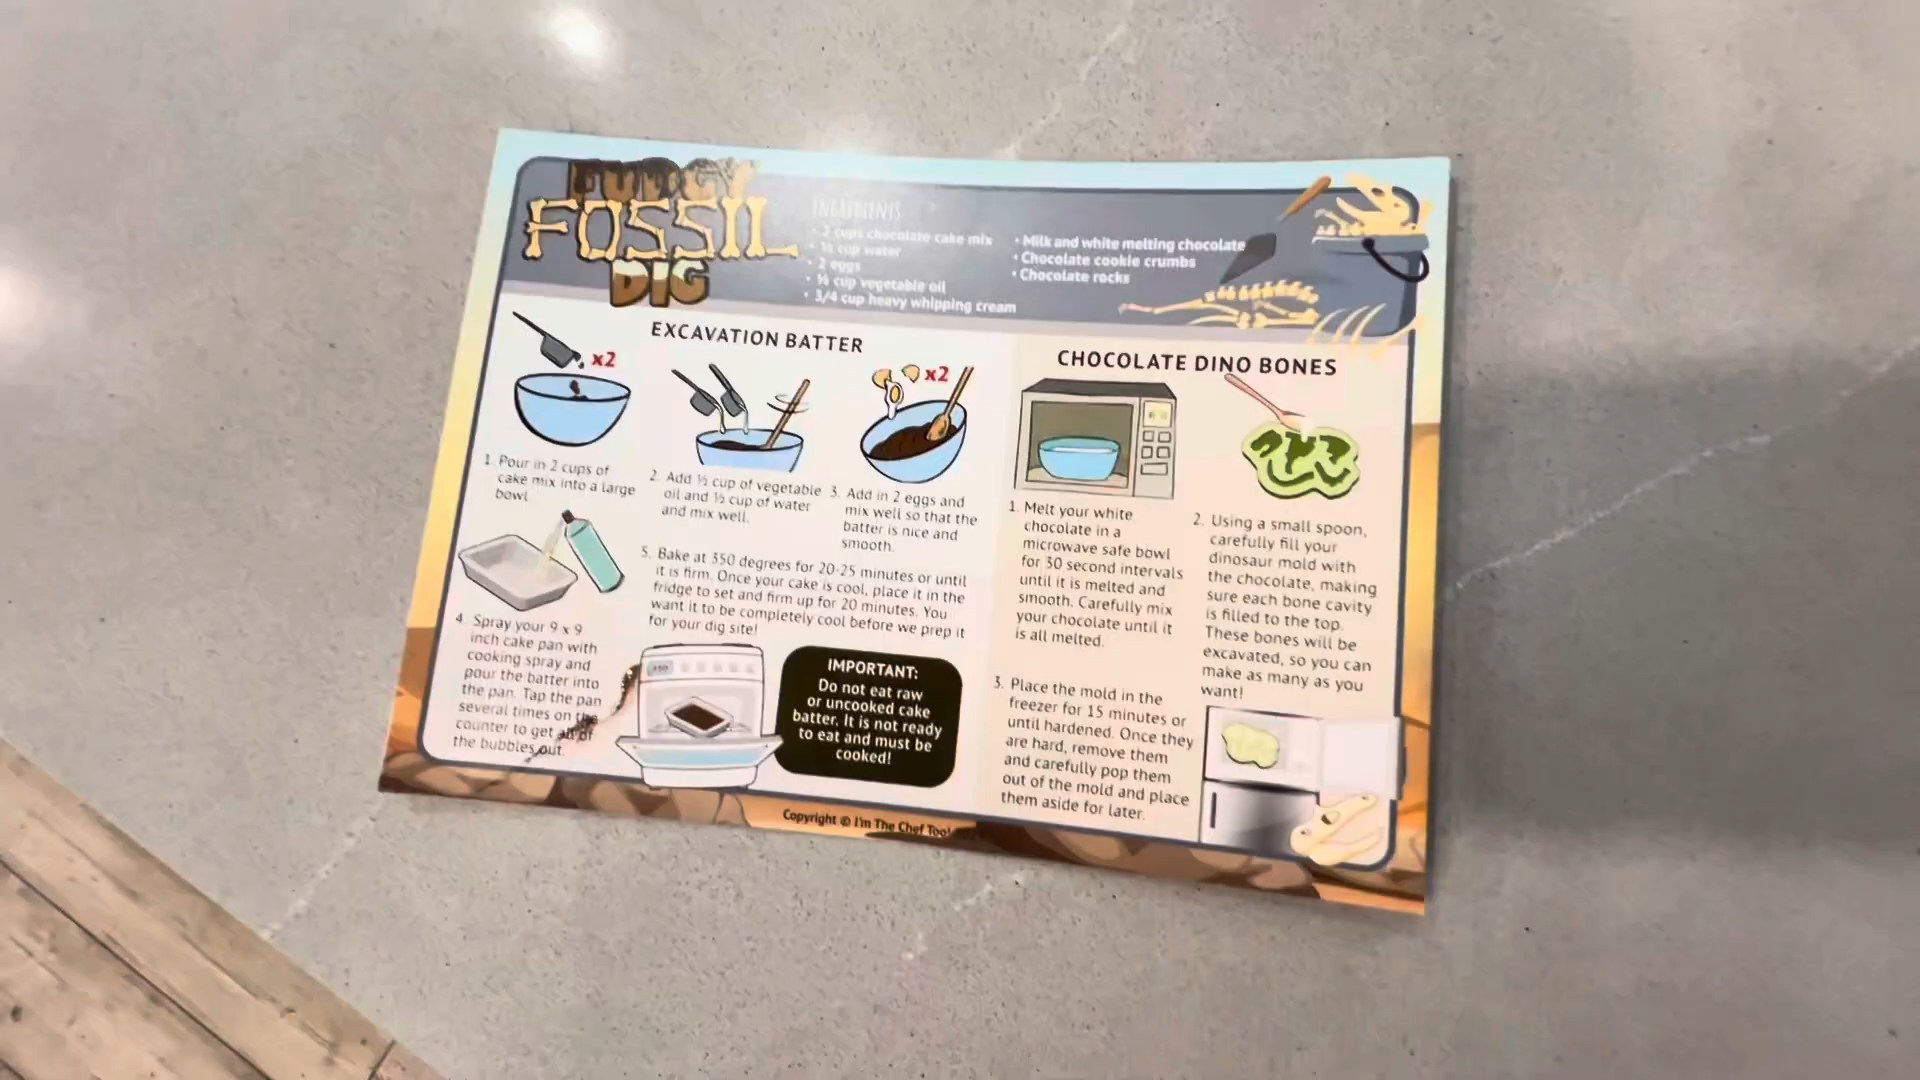 FUDGY
FOSSIL
DIG
INGREDIENTS
• 2 cups chocolate cake mix
• ½ cup water
• 2 eggs
• ½ cup vegetable oil
• 3/4 cup heavy whipping cream
• Milk and white melting chocolate
• Chocolate cookie crumbs
• Chocolate rocks
EXCAVATION BATTER
x2
x2
1. Pour in 2 cups of
cake mix into a large
bowl
2. Add ½ cup of vegetable
oil and ½ cup of water
and mix well.
3. Add in 2 eggs and
mix well so that the
batter is nice and
smooth.
4. Spray your 9 x 9
inch cake pan with
cooking spray and
pour the batter into
the pan. Tap the pan
several times on the
counter to get all of
the bubbles out.
5. Bake at 350 degrees for 20-25 minutes or until
it is firm. Once your cake is cool, place it in the
fridge to set and firm up for 20 minutes. You
want it to be completely cool before we prep it
for your dig site!
350
IMPORTANT:
Do not eat raw
or uncooked cake
batter. It is not ready
to eat and must be
cooked!
CHOCOLATE DINO BONES
1. Melt your white
chocolate in a
microwave safe bowl
for 30 second intervals
until it is melted and
smooth. Carefully mix
your chocolate until it
is all melted.
2. Using a small spoon,
carefully fill your
dinosaur mold with
the chocolate, making
sure each bone cavity
is filled to the top.
These bones will be
excavated, so you can
make as many as you
want!
3. Place the mold in the
freezer for 15 minutes or
until hardened. Once they
are hard, remove them
and carefully pop them
out of the mold and place
them aside for later.
Copyright © I'm The Chef Too!